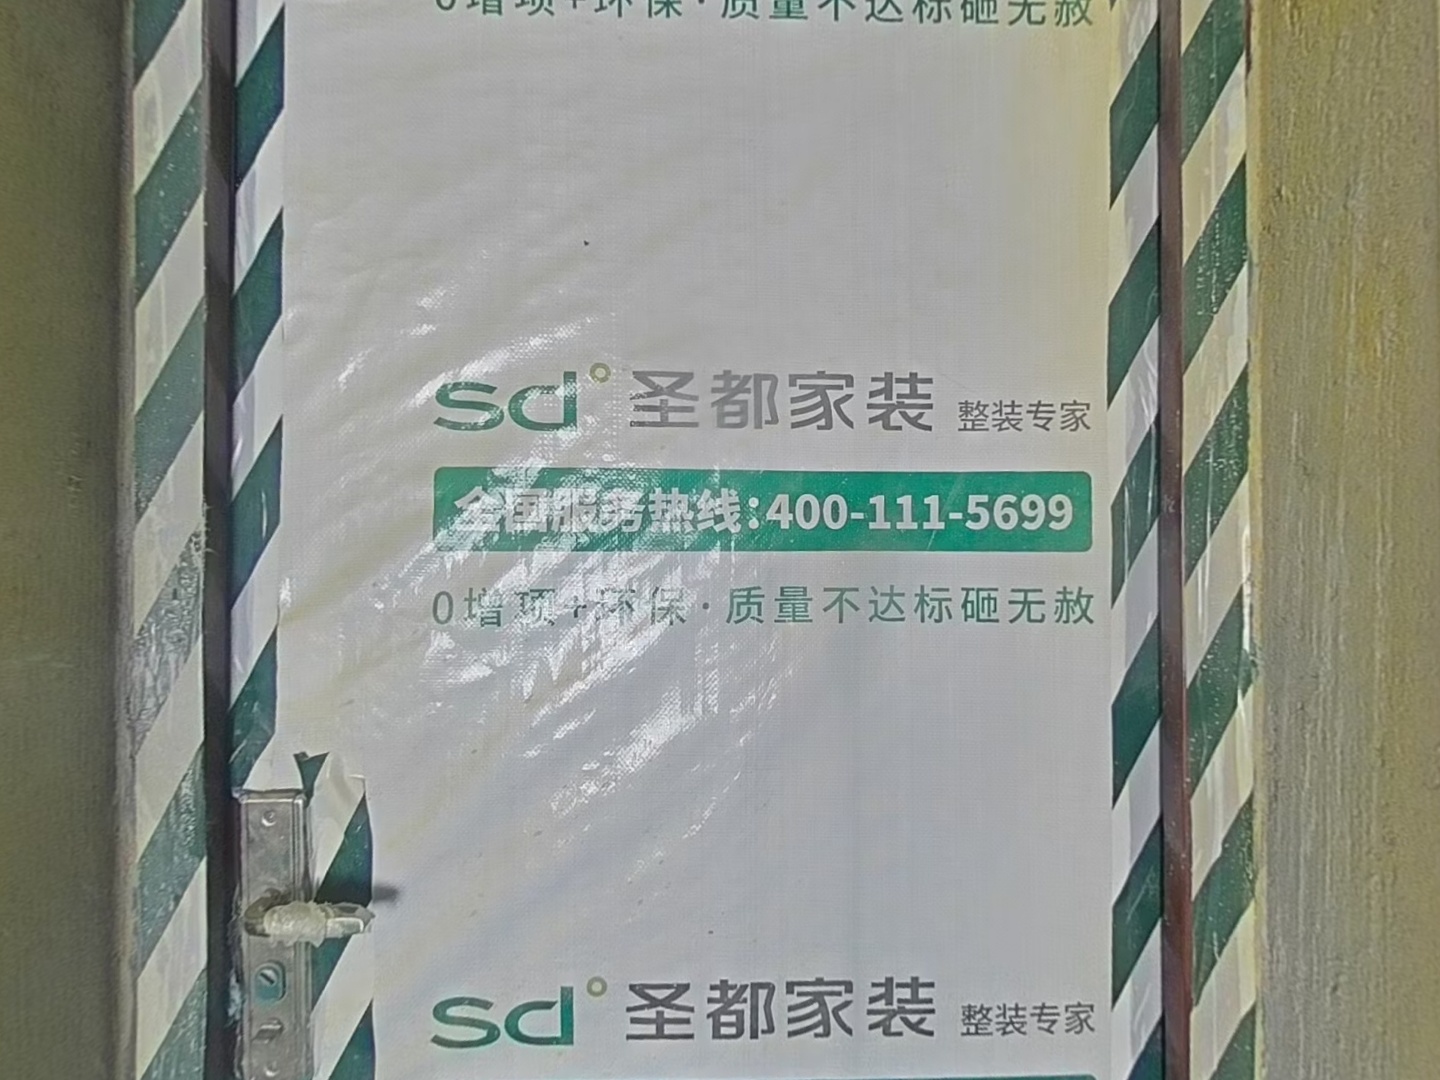 0增项+环保·质量不达标砸无赦
sd° 圣都家装 整装专家
全国服务热线:400-111-5699
0增项+环保·质量不达标砸无赦
sd° 圣都家装 整装专家